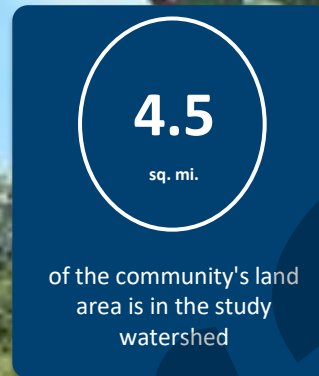 4.5
sq. mi.
of the community's land
area is in the study
watershed